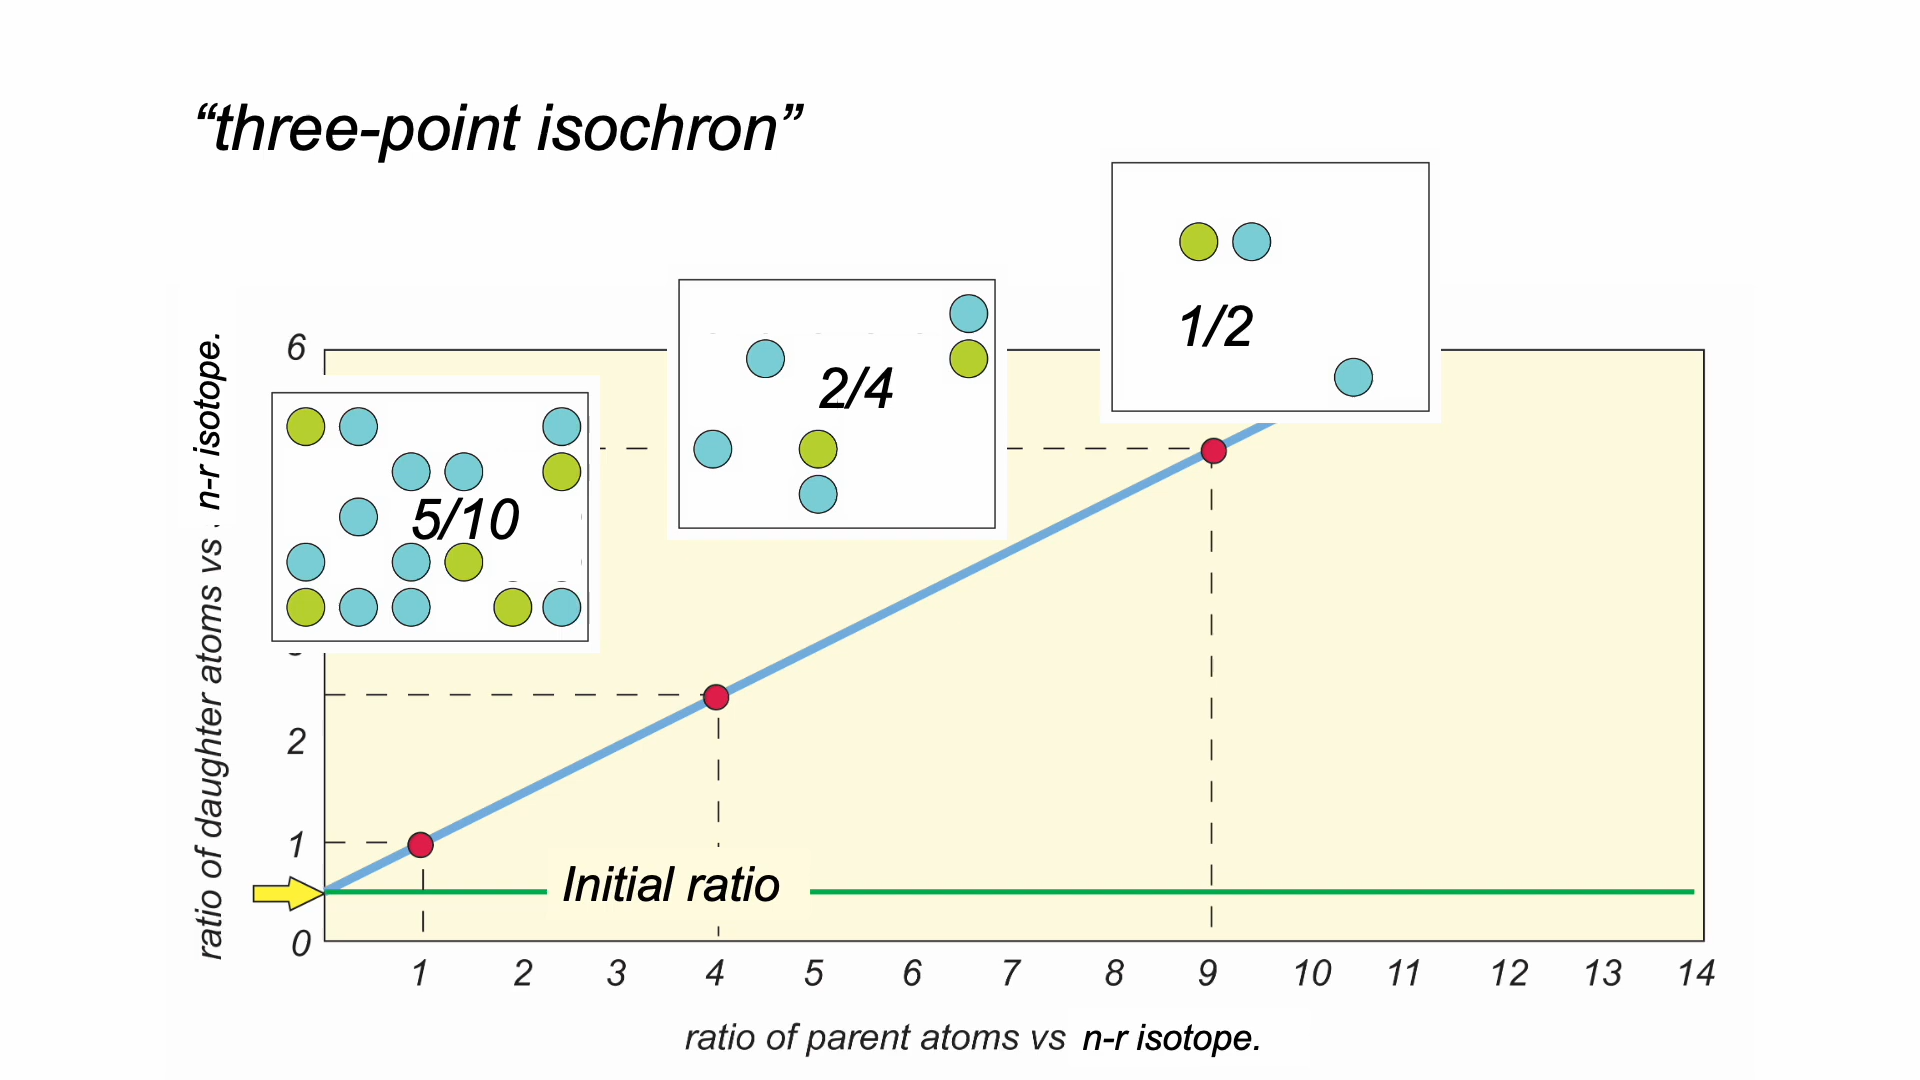 “three-point isochron”
1/2
2/4
5/10
6
2
1
0
Initial ratio
1 2 3 4 5 6 7 8 9 10 11 12 13 14
ratio of parent atoms vs n-r isotope.
ratio of daughter atoms vs n-r isotope.